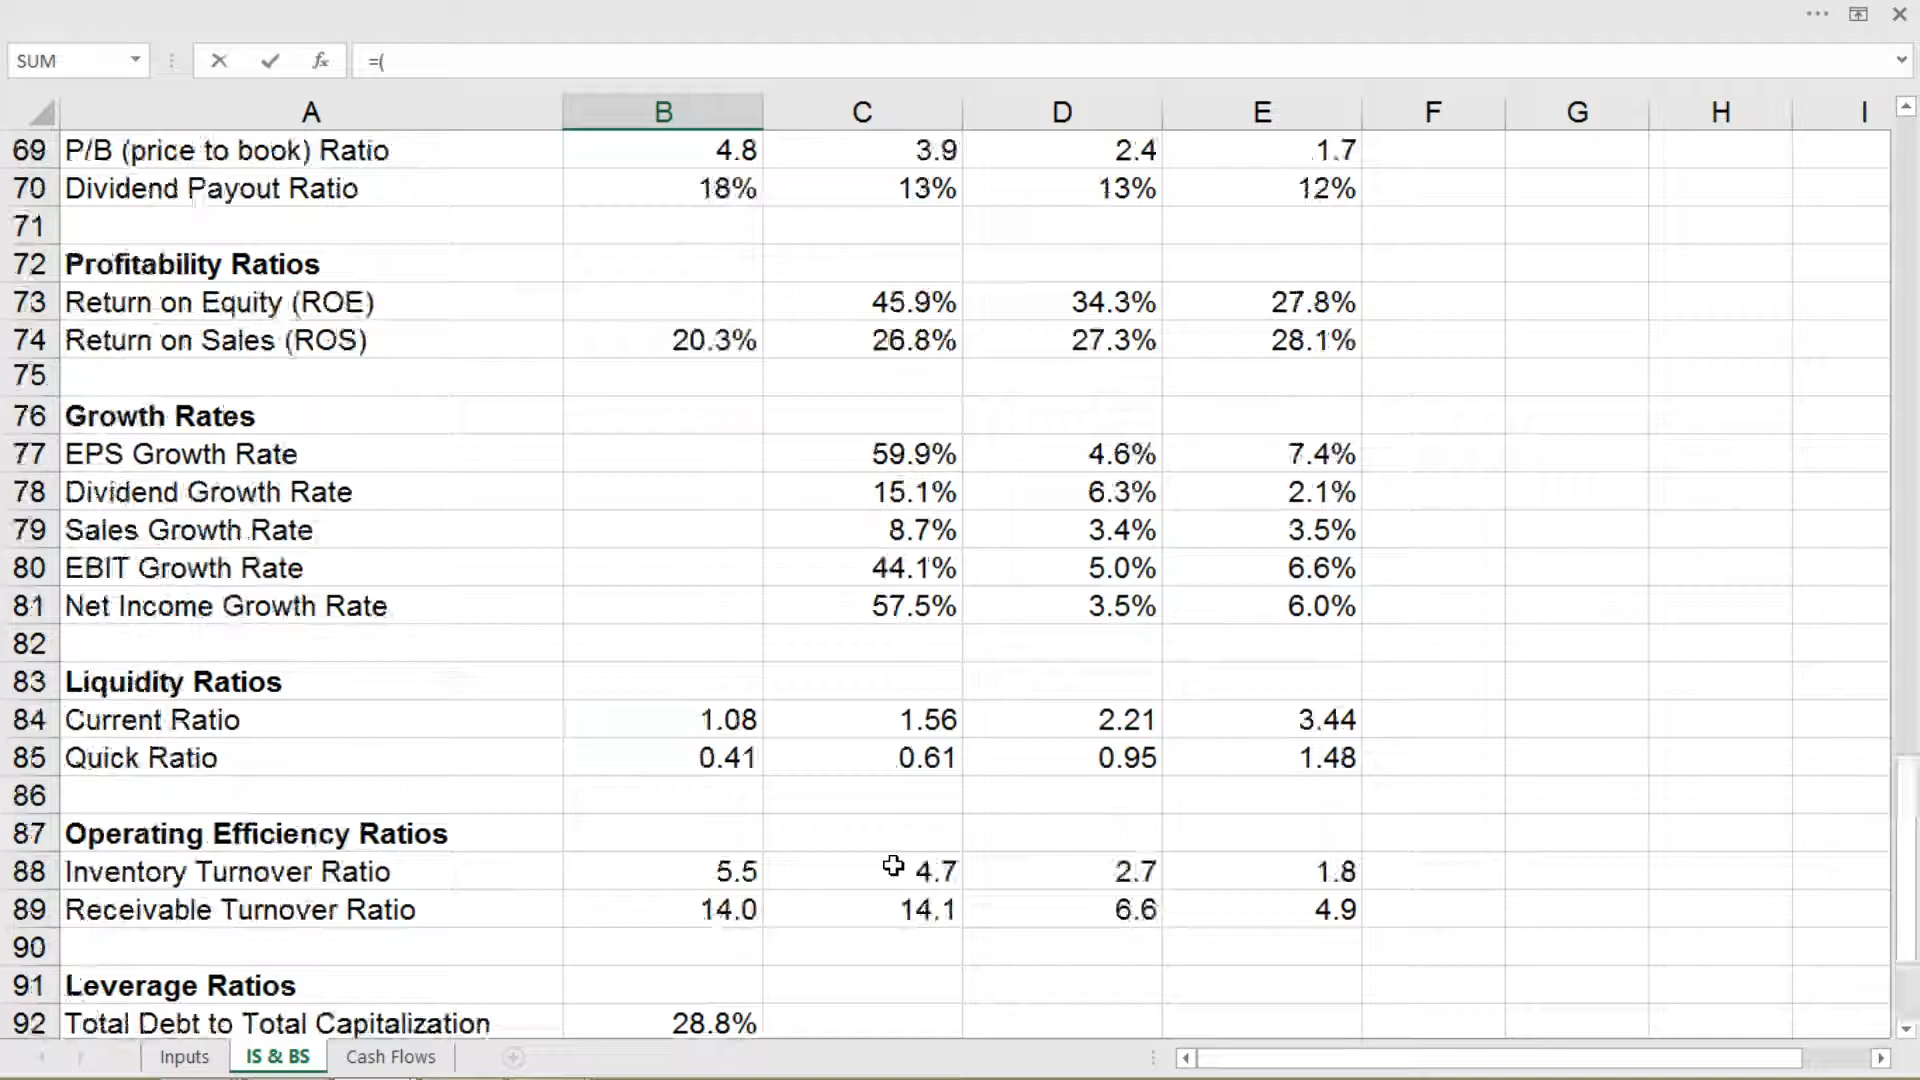 SUM fx =(
A B C D E F G H I
69 P/B (price to book) Ratio 4.8 3.9 2.4 1.7
70 Dividend Payout Ratio 18% 13% 13% 12%
71
72 Profitability Ratios
73 Return on Equity (ROE) 45.9% 34.3% 27.8%
74 Return on Sales (ROS) 20.3% 26.8% 27.3% 28.1%
75
76 Growth Rates
77 EPS Growth Rate 59.9% 4.6% 7.4%
78 Dividend Growth Rate 15.1% 6.3% 2.1%
79 Sales Growth Rate 8.7% 3.4% 3.5%
80 EBIT Growth Rate 44.1% 5.0% 6.6%
81 Net Income Growth Rate 57.5% 3.5% 6.0%
82
83 Liquidity Ratios
84 Current Ratio 1.08 1.56 2.21 3.44
85 Quick Ratio 0.41 0.61 0.95 1.48
86
87 Operating Efficiency Ratios
88 Inventory Turnover Ratio 5.5 4.7 2.7 1.8
89 Receivable Turnover Ratio 14.0 14.1 6.6 4.9
90
91 Leverage Ratios
92 Total Debt to Total Capitalization 28.8%
Inputs IS & BS Cash Flows